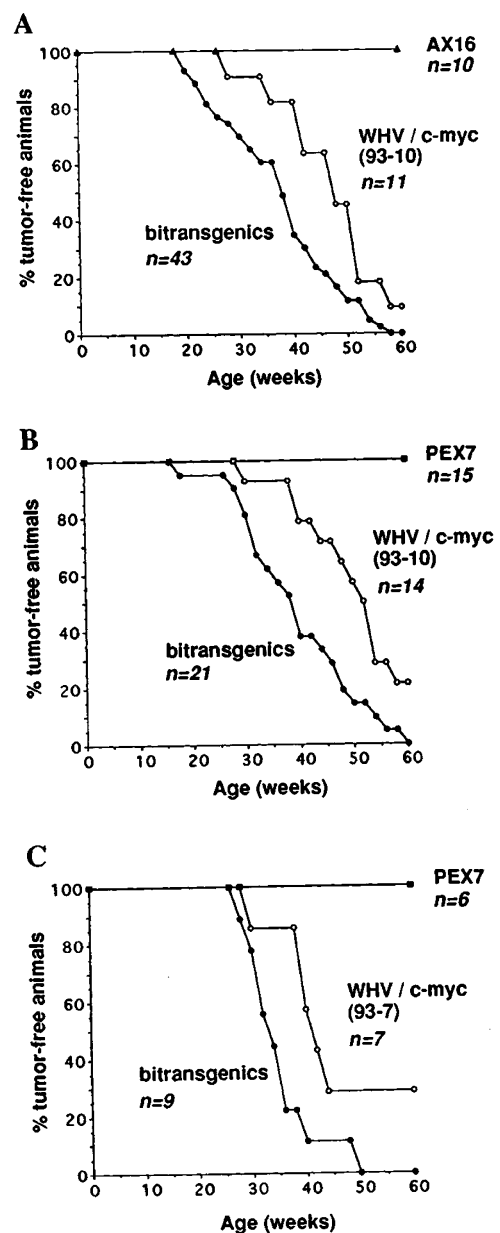 A
% tumor-free animals
100
80
60
40
20
0
AX16
n=10
WHV / c-myc
(93-10)
n=11
bitransgenics
n=43
0 10 20 30 40 50 60
Age (weeks)
B
% tumor-free animals
100
80
60
40
20
0
PEX7
n=15
WHV / c-myc
(93-10)
n=14
bitransgenics
n=21
0 10 20 30 40 50 60
Age (weeks)
C
% tumor-free animals
100
80
60
40
20
0
PEX7
n=6
WHV / c-myc
(93-7)
n=7
bitransgenics
n=9
0 10 20 30 40 50 60
Age (weeks)